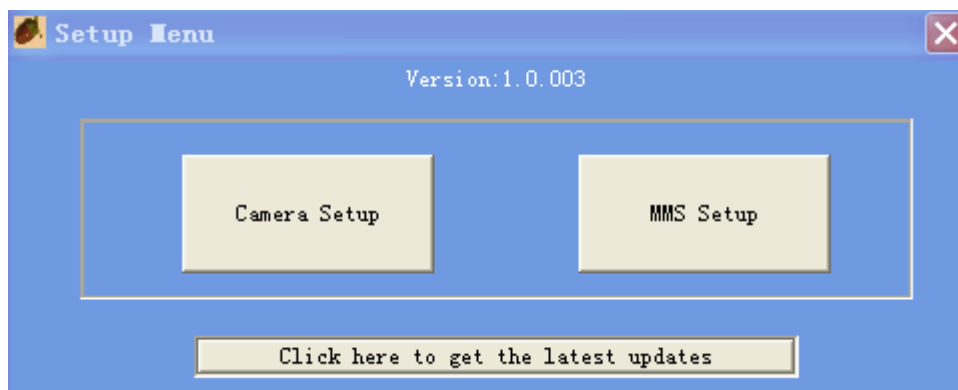 Setup Menu
Version:1.0.003
Camera Setup
MMS Setup
Click here to get the latest updates